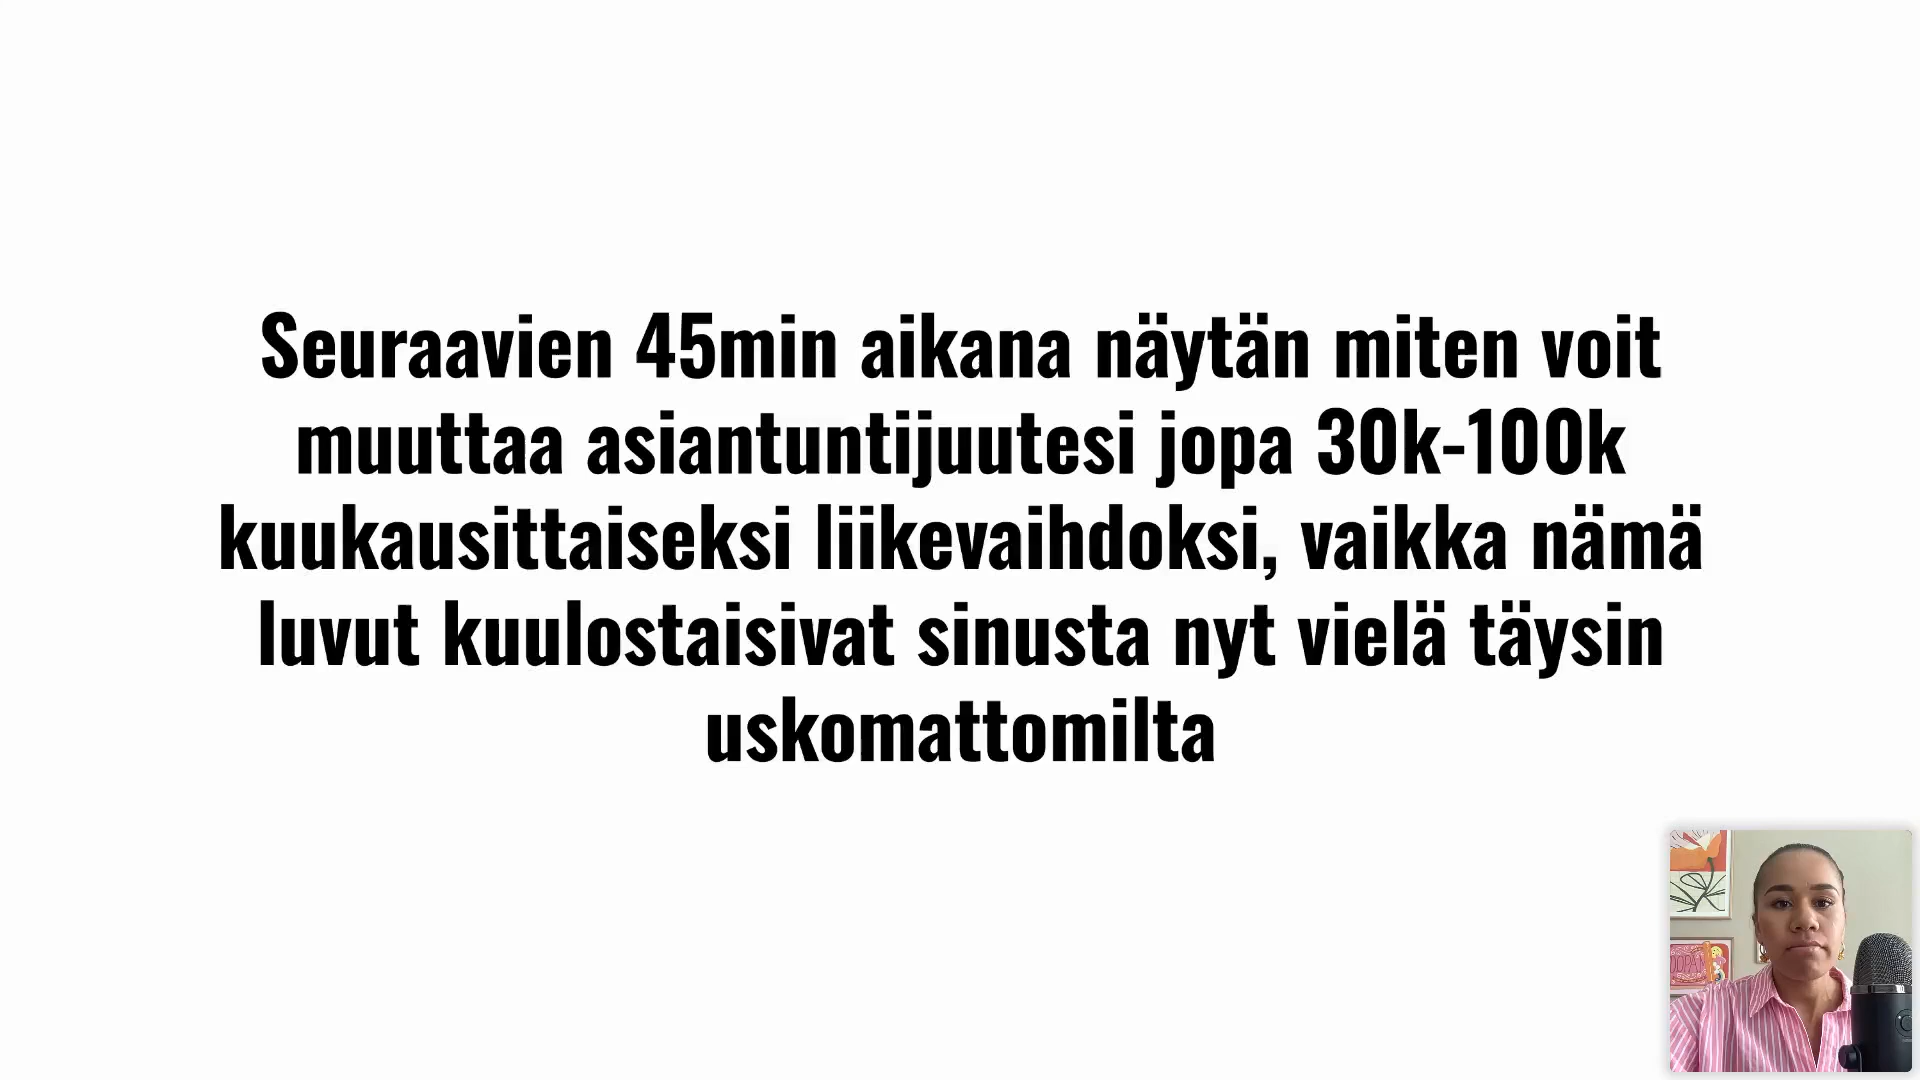 Seuraavien 45min aikana näytän miten voit
muuttaa asiantuntijuutesi jopa 30k-100k
kuukausittaiseksi liikevaihdoksi, vaikka nämä
luvut kuulostaisivat sinusta nyt vielä täysin
uskomattomilta